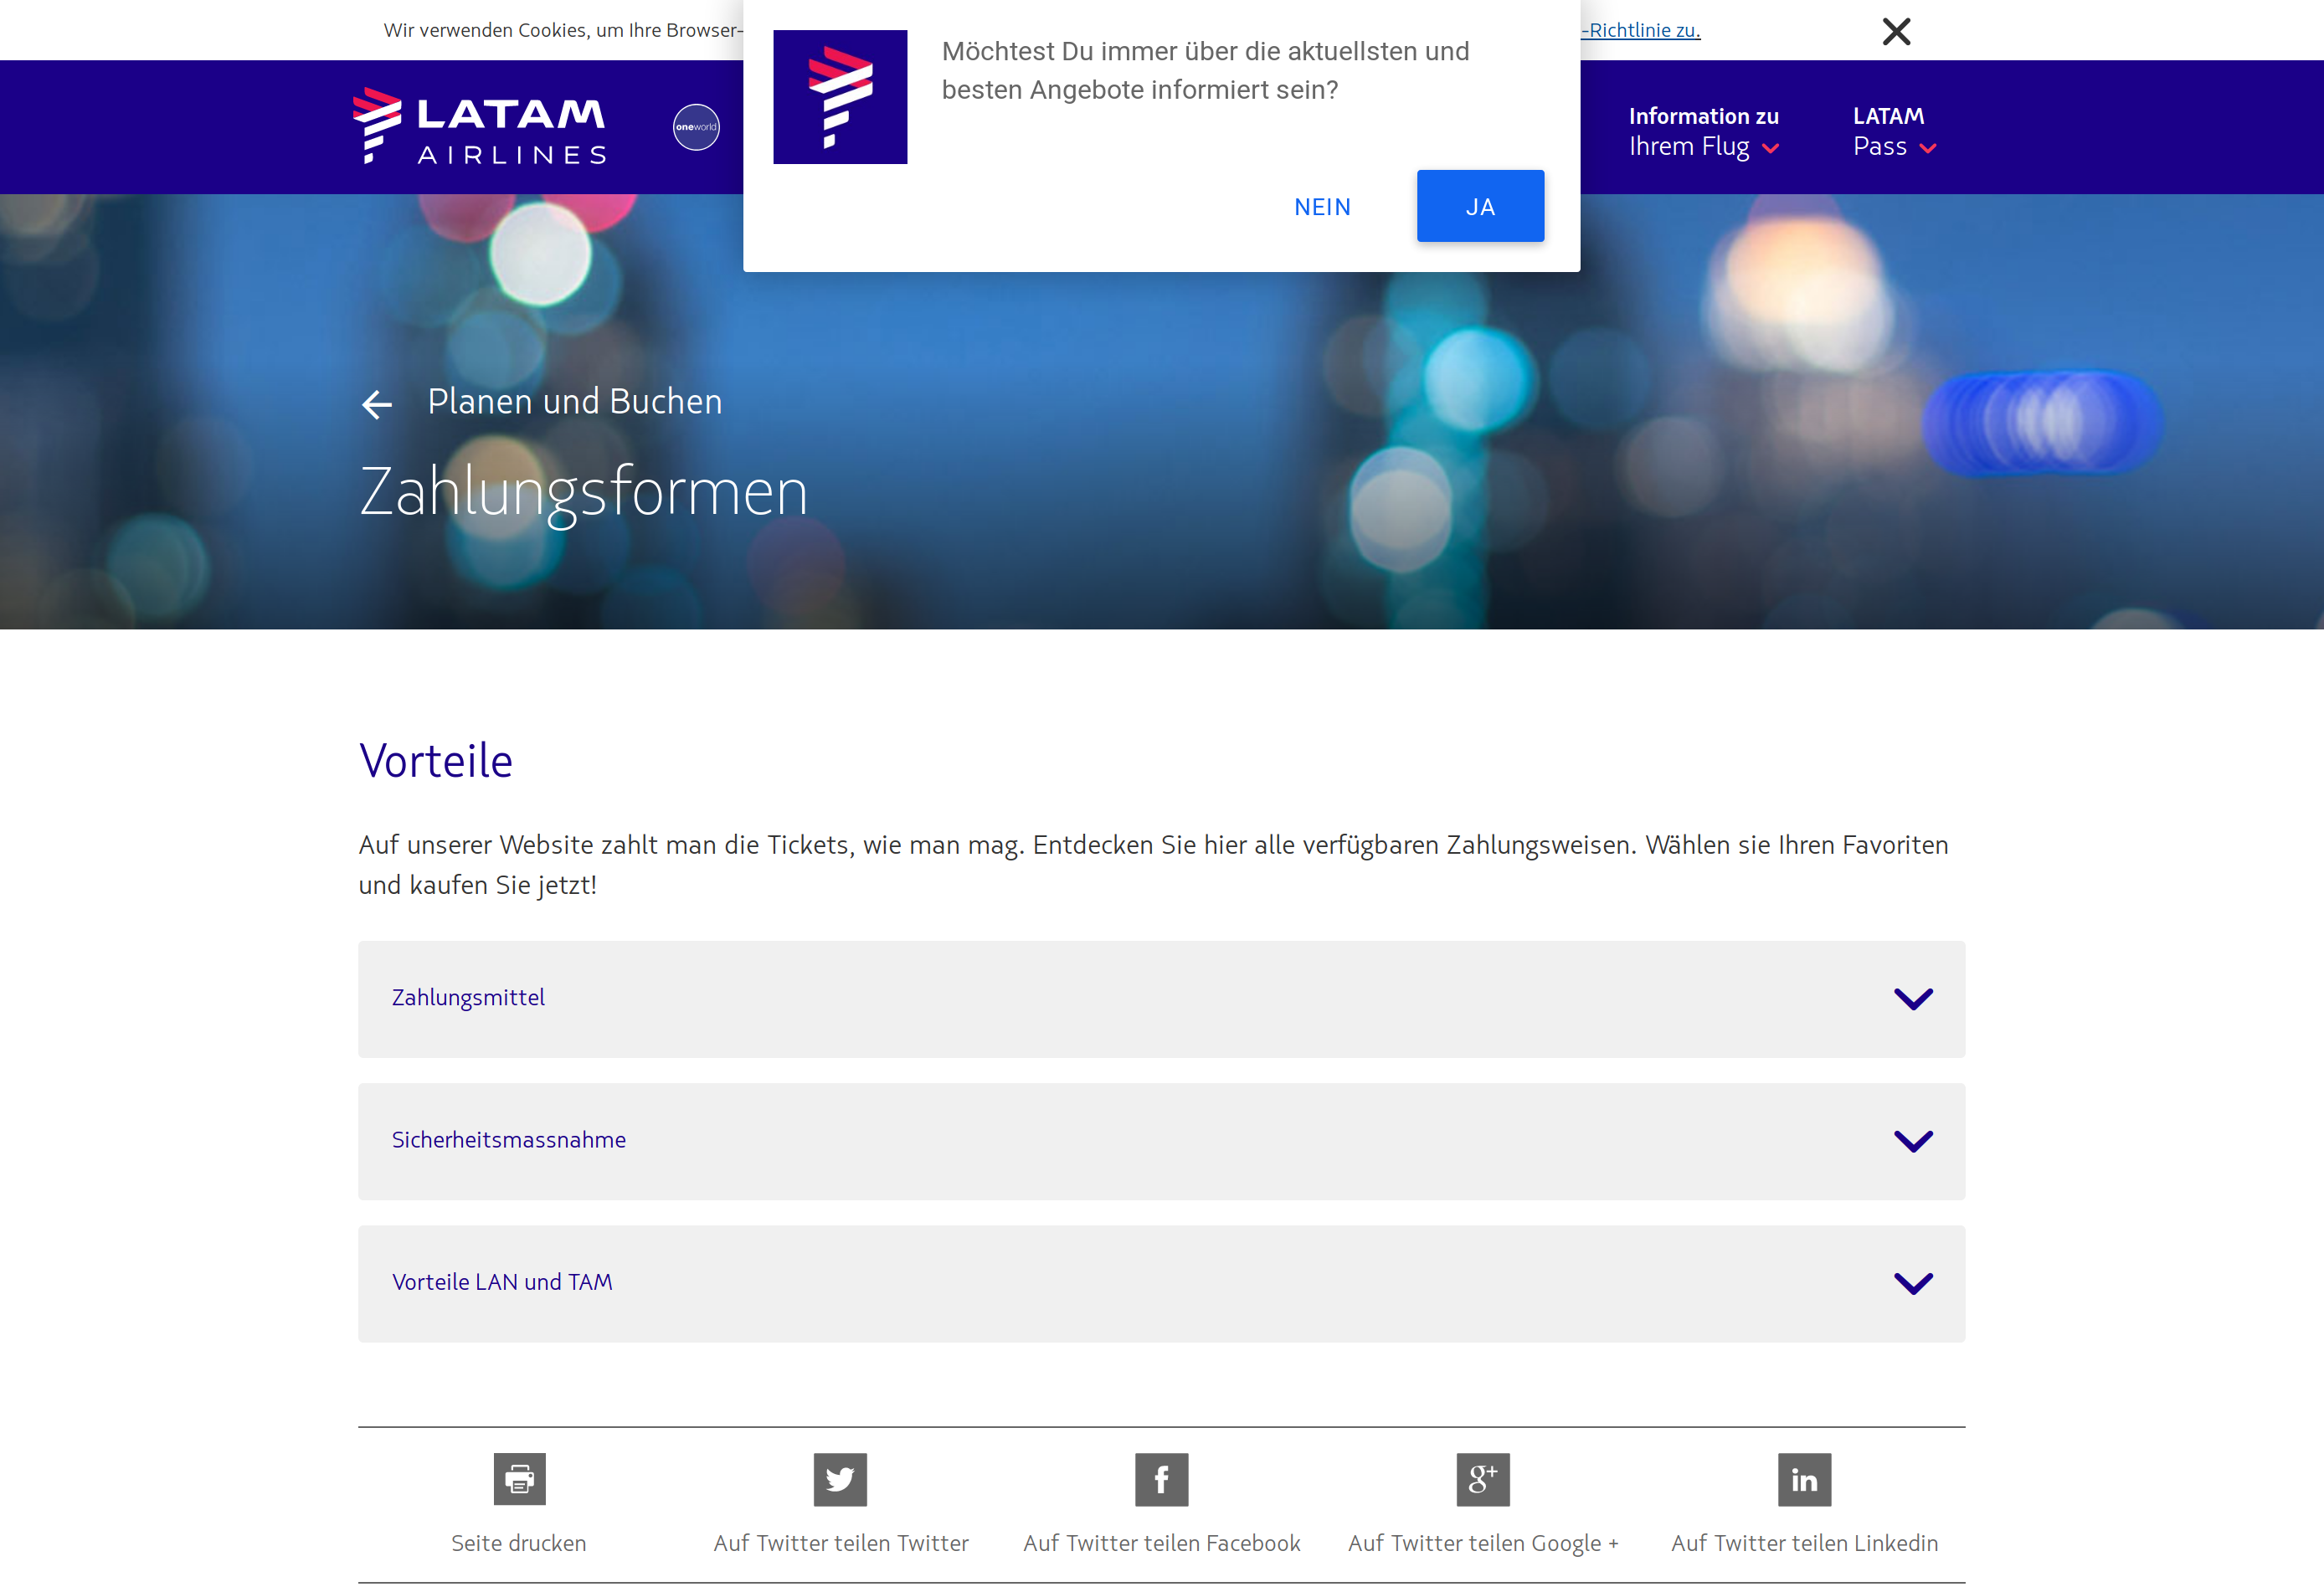 Wir verwenden Cookies, um Ihre Browser-
-Richtlinie zu.
Möchtest Du immer über die aktuellsten und
besten Angebote informiert sein?
NEIN
JA
LATAM
AIRLINES
oneworld
Information zu
Ihrem Flug
LATAM
Pass
Planen und Buchen
Zahlungsformen
Vorteile
Auf unserer Website zahlt man die Tickets, wie man mag. Entdecken Sie hier alle verfügbaren Zahlungsweisen. Wählen sie Ihren Favoriten
und kaufen Sie jetzt!
Zahlungsmittel
Sicherheitsmassnahme
Vorteile LAN und TAM
Seite drucken
Auf Twitter teilen Twitter
Auf Twitter teilen Facebook
Auf Twitter teilen Google +
Auf Twitter teilen Linkedin